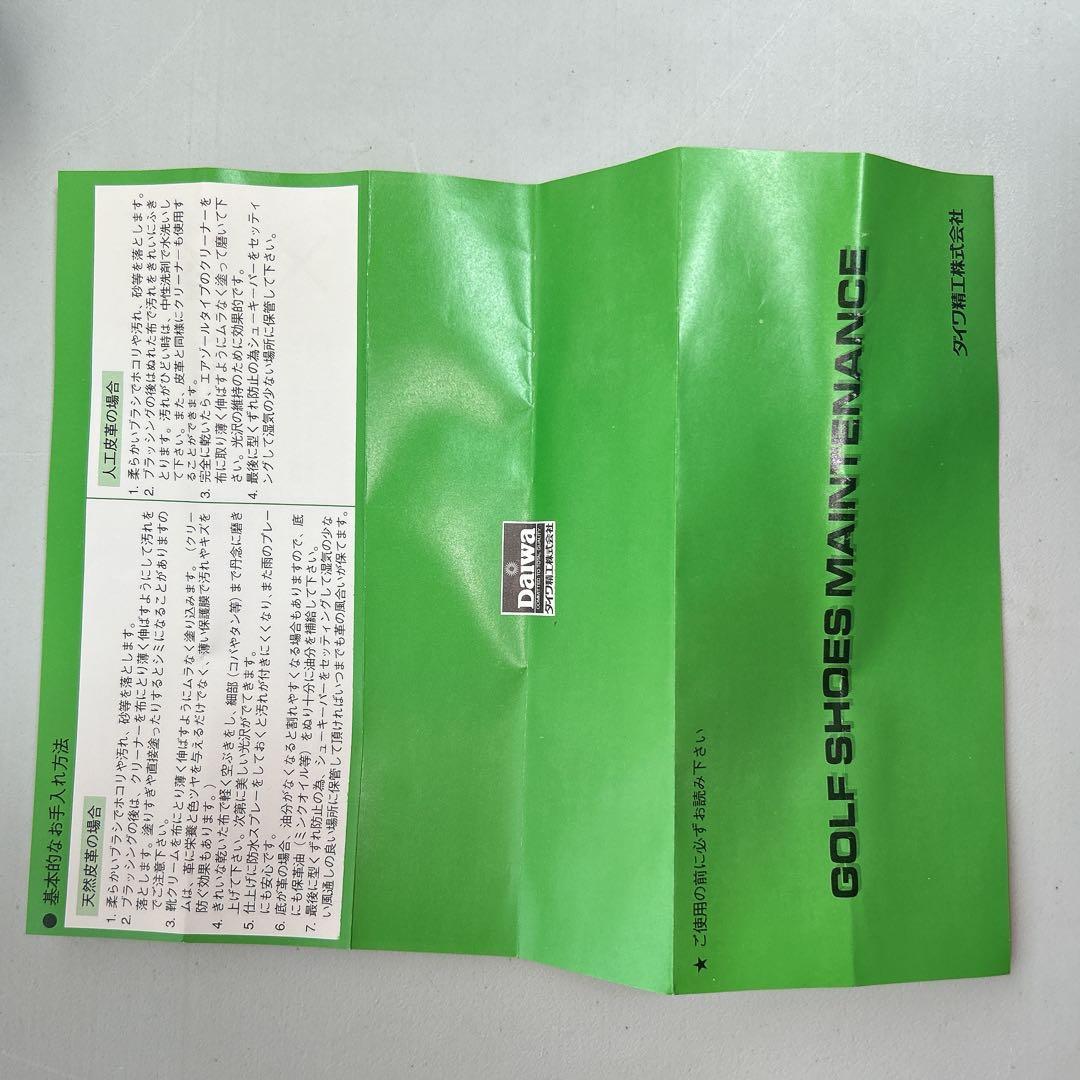 ● 基本的なお手入れ方法
天然皮革の場合
1. 柔らかいブラシでホコリや汚れ、砂等を落とします。
2. ブラッシングの後は、クリーナーを布にとり薄く伸ばすようにして汚れを
落とします。塗りすぎや直接塗ったりするとシミになることがありますの
でご注意下さい。
3. 靴クリームを布にとり薄く伸ばすようにムラなく塗り込みます。（クリー
ムは、革に栄養と色ツヤを与えるだけでなく、薄い保護膜で汚れやキズを
防ぐ効果もあります。）
4. きれいな乾いた布で軽く空ぶきをし、細部（コバやタン等）まで丹念に磨き
上げて下さい。次第に美しい光沢がでてきます。
5. 仕上げに防水スプレーをしておくと汚れが付きにくくなり、また雨のプレー
にも安心です。
6. 底が革の場合、油分がなくなると割れやすくなる場合もありますので、底
にも保革油（ミンクオイル等）をぬり十分に油分を補給して下さい。
7. 最後に型くずれ防止の為、シューキーパーをセッティングして湿気の少な
い風通しの良い場所に保管して頂ければいつまでも革の風合いが保てます。
人工皮革の場合
1. 柔らかいブラシでホコリや汚れ、砂等を落とします。
2. ブラッシングの後はぬれた布で汚れをきれいにふき
とります。汚れがひどい時は、中性洗剤で水洗いし
て下さい。また、皮革と同様にクリーナーも使用す
ることができます。
3. 完全に乾いたら、エアゾールタイプのクリーナーを
布に取り薄く伸ばすようにムラなく塗って磨いて下
さい。光沢の維持のために効果的です。
4. 最後に型くずれ防止の為シューキーパーをセッティ
ングして湿気の少ない場所に保管して下さい。
Daiwa
COMMITTED TO TOTAL QUALITY
ダイワ精工株式会社
★ ご使用の前に必ずお読み下さい
GOLF SHOES MAINTENANCE
ダイワ精工株式会社